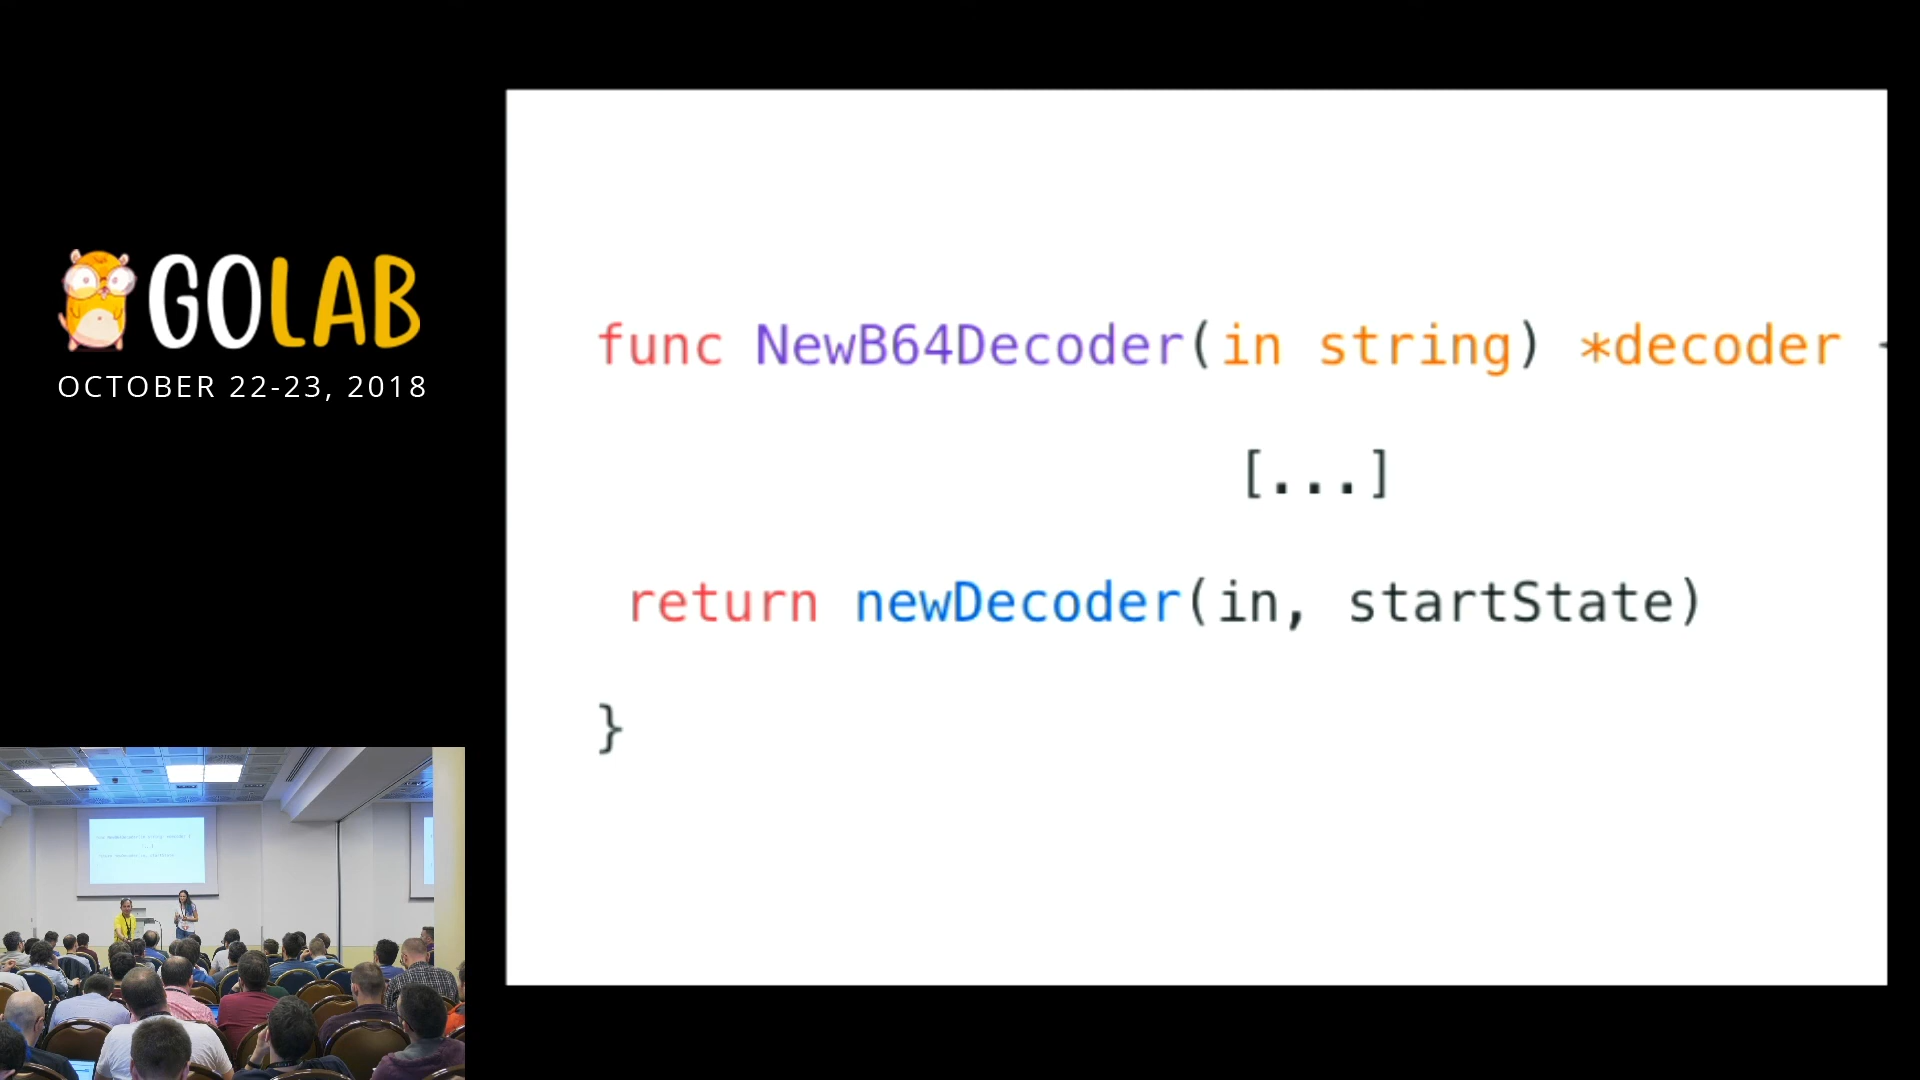 GOLAB
OCTOBER 22-23, 2018
func NewB64Decoder(in string) *decoder
[...]
return newDecoder(in, startState)
}